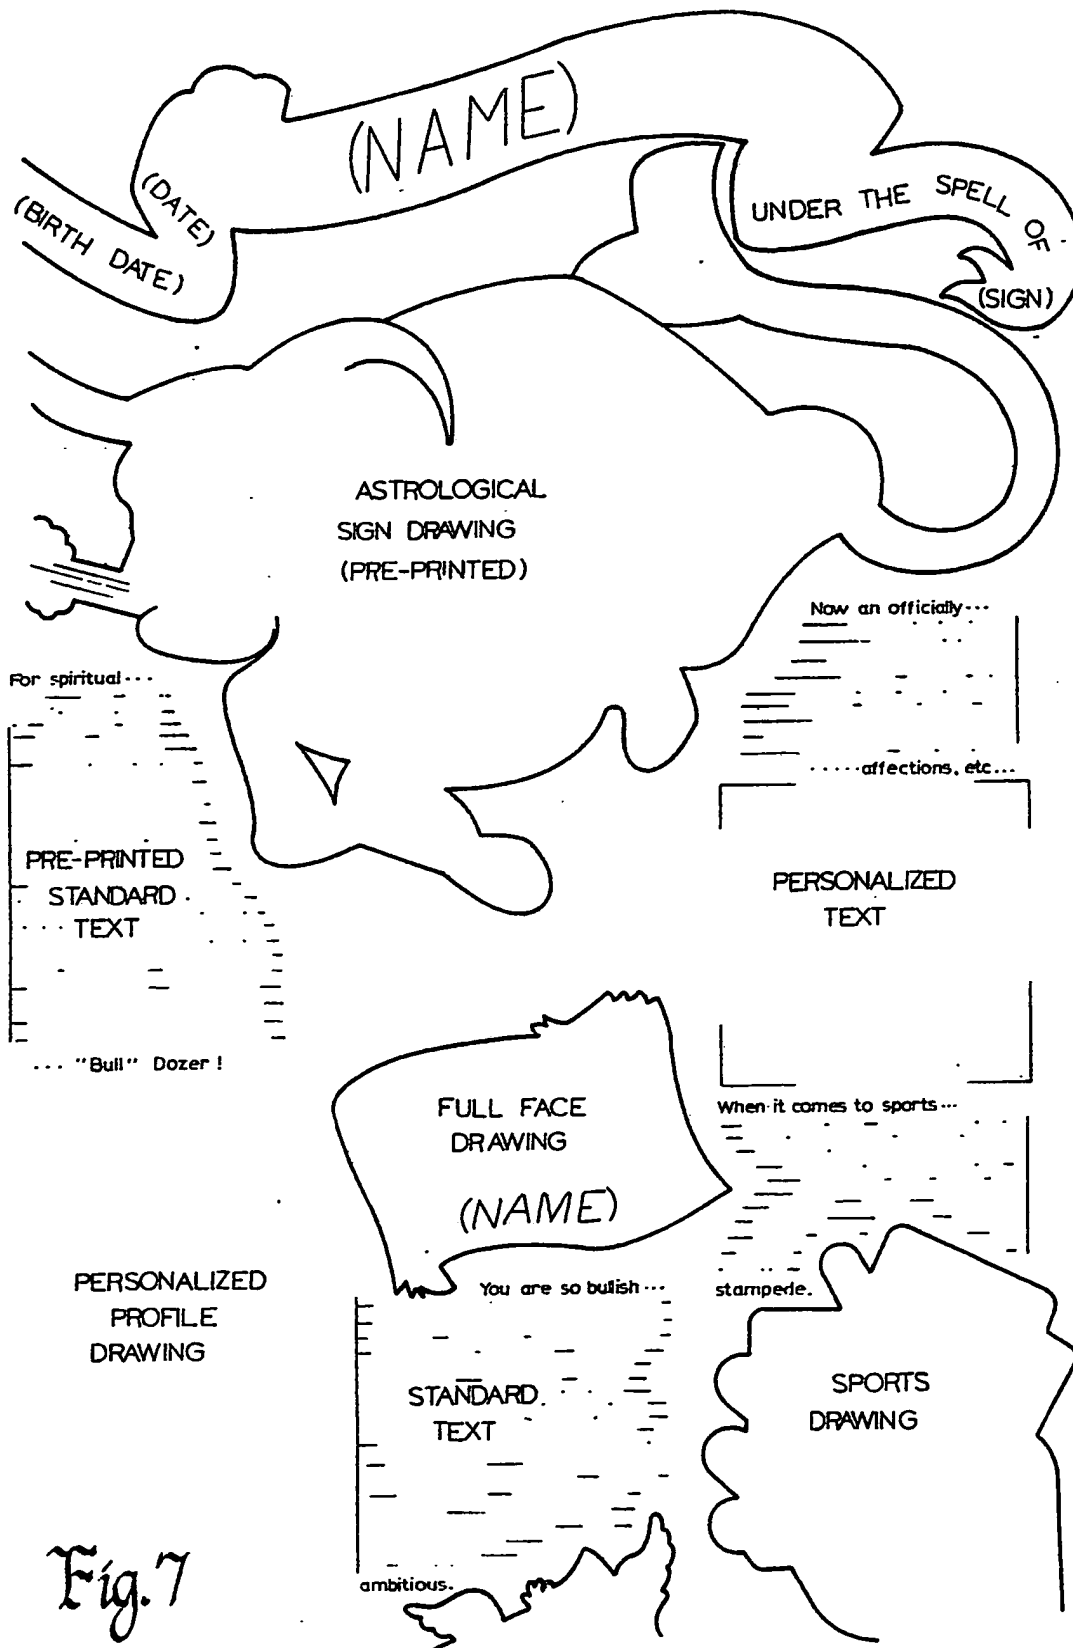 (NAME)
(DATE)
(BIRTH DATE)
UNDER THE SPELL OF
(SIGN)
ASTROLOGICAL
SIGN DRAWING
(PRE-PRINTED)
Now an officially...
.....affections, etc...
For spiritual...
PRE-PRINTED
STANDARD
TEXT
... "Bull" Dozer !
PERSONALIZED
TEXT
FULL FACE
DRAWING
(NAME)
When it comes to sports...
stampede.
PERSONALIZED
PROFILE
DRAWING
You are so bullish...
STANDARD
TEXT
ambitious.
SPORTS
DRAWING
Fig. 7